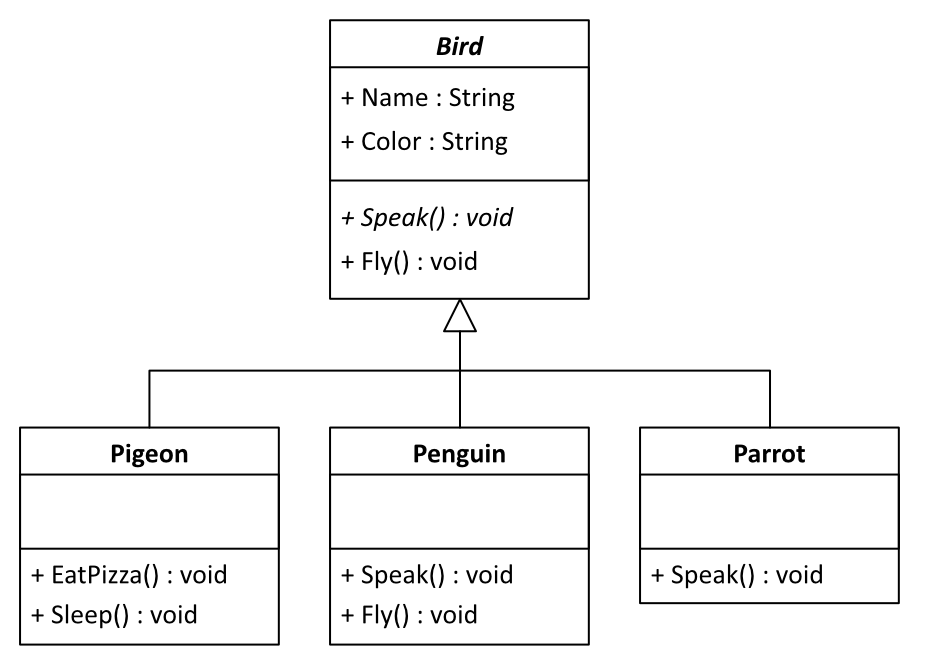 Bird
+ Name : String
+ Color : String
+ Speak() : void
+ Fly() : void
Pigeon
+ EatPizza() : void
+ Sleep() : void
Penguin
+ Speak() : void
+ Fly() : void
Parrot
+ Speak() : void